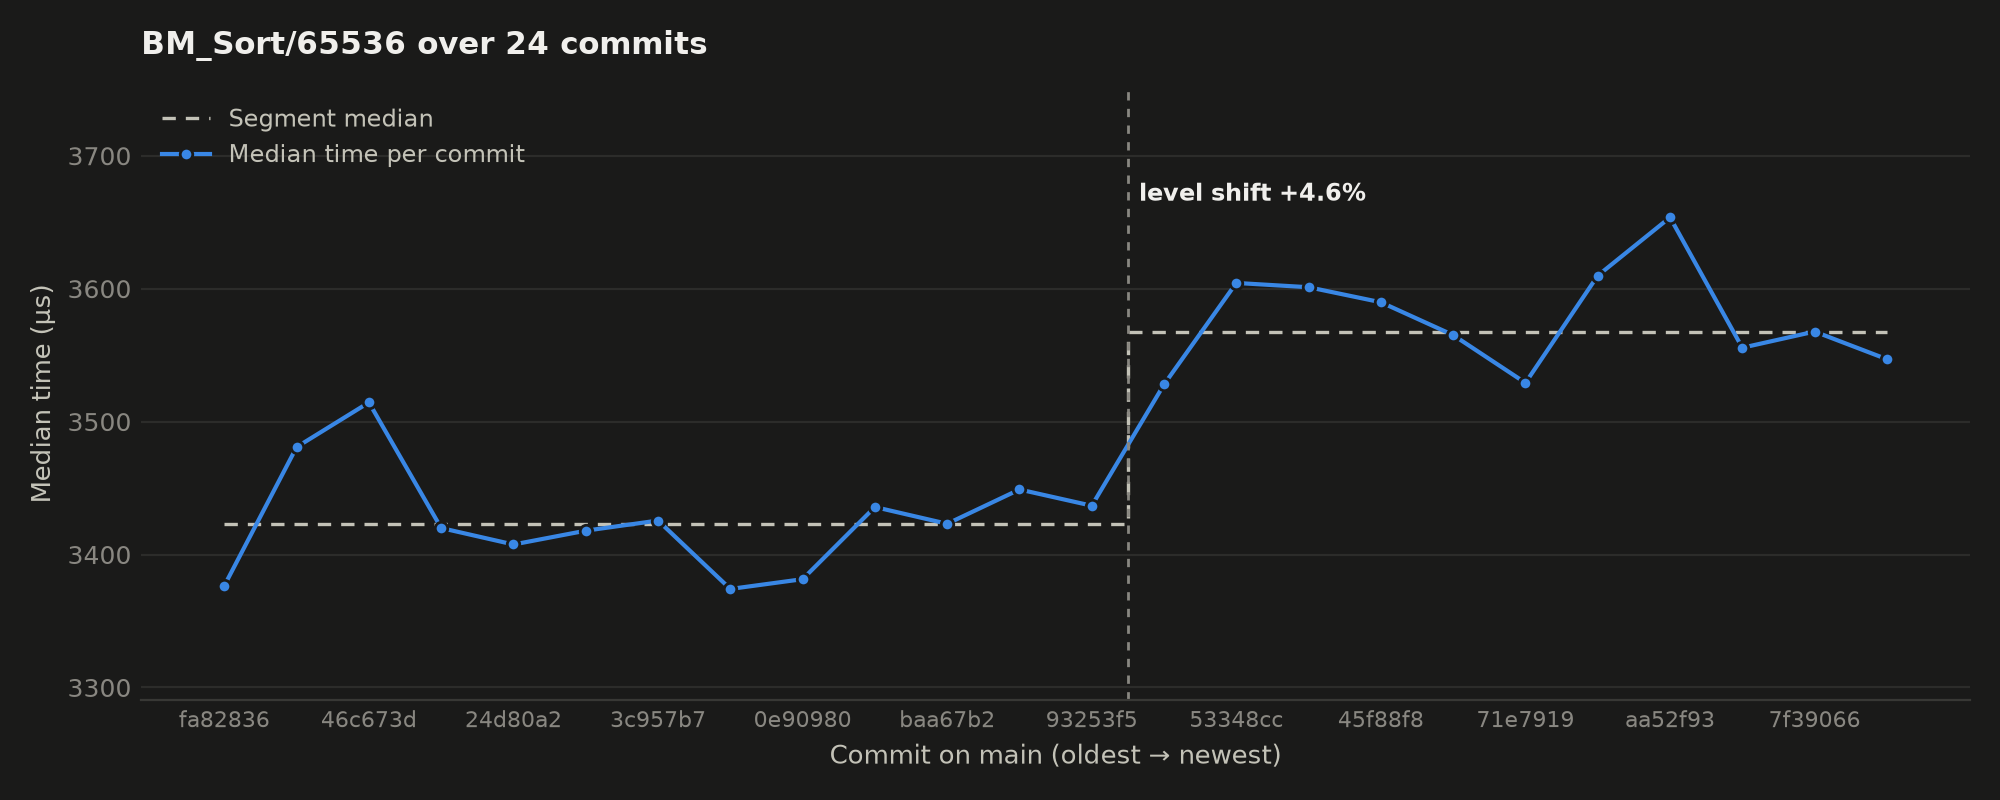 BM_Sort/65536 over 24 commits
Segment median
Median time per commit
level shift +4.6%
Median time (µs)
3700
3600
3500
3400
3300
fa82836 46c673d 24d80a2 3c957b7 0e90980 baa67b2 93253f5 53348cc 45f88f8 71e7919 aa52f93 7f39066
Commit on main (oldest → newest)